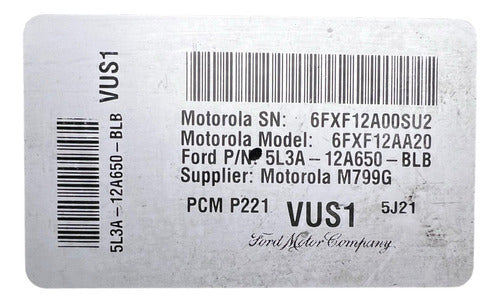 5L3A-12A650-BLB VUS1
Motorola SN: 6FXF12A00SU2
Motorola Model: 6FXF12AA20
Ford P/N: 5L3A-12A650-BLB
Supplier: Motorola M799G
PCM P221 VUS1 5J21
Ford Motor Company